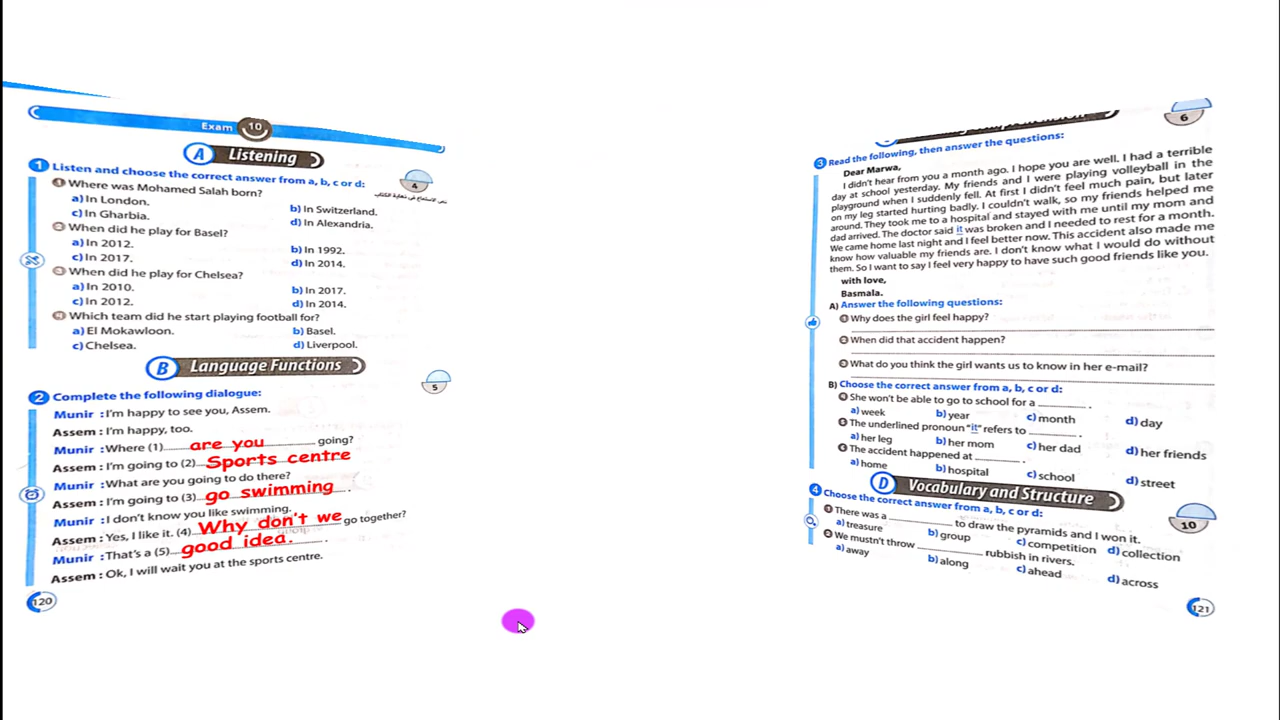 Exam 10
A Listening
1 Listen and choose the correct answer from a, b, c or d:
4
1 Where was Mohamed Salah born?
a) In London.
b) In Switzerland.
c) In Gharbia.
d) In Alexandria.
2 When did he play for Basel?
a) In 2012.
b) In 1992.
c) In 2017.
d) In 2014.
3 When did he play for Chelsea?
a) In 2010.
b) In 2017.
c) In 2012.
d) In 2014.
4 Which team did he start playing football for?
a) El Mokawloon.
b) Basel.
c) Chelsea.
d) Liverpool.
B Language Functions
5
2 Complete the following dialogue:
Munir : I'm happy to see you, Assem.
Assem : I'm happy, too.
Munir : Where (1) are you going?
Assem : I'm going to (2) Sports centre
Munir : What are you going to do there?
Assem : I'm going to (3) go swimming .
Munir : I don't know you like swimming.
Assem : Yes, I like it. (4) Why don't we go together?
Munir : That's a (5) good idea. .
Assem : Ok, I will wait you at the sports centre.
120
6
3 Read the following, then answer the questions:
Dear Marwa,
I didn't hear from you a month ago. I hope you are well. I had a terrible
day at school yesterday. My friends and I were playing volleyball in the
playground when I suddenly fell. At first I didn't feel much pain, but later
on my leg started hurting badly. I couldn't walk, so my friends helped me
around. They took me to a hospital and stayed with me until my mom and
dad arrived. The doctor said it was broken and I needed to rest for a month.
We came home last night and I feel better now. This accident also made me
know how valuable my friends are. I don't know what I would do without
them. So I want to say I feel very happy to have such good friends like you.
with love,
Basmala.
A) Answer the following questions:
1 Why does the girl feel happy?
2 When did that accident happen?
3 What do you think the girl wants us to know in her e-mail?
B) Choose the correct answer from a, b, c or d:
4 She won't be able to go to school for a ________ .
a) week b) year c) month d) day
5 The underlined pronoun "it" refers to ________ .
a) her leg b) her mom c) her dad d) her friends
6 The accident happened at ________ .
a) home b) hospital c) school d) street
D Vocabulary and Structure
10
4 Choose the correct answer from a, b, c or d:
1 There was a ________ to draw the pyramids and I won it.
a) treasure b) group c) competition d) collection
2 We mustn't throw ________ rubbish in rivers.
a) away b) along c) ahead d) across
121